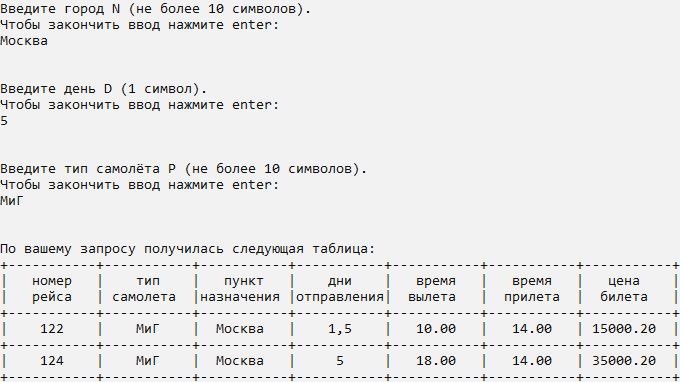 Введите город N (не более 10 символов).
Чтобы закончить ввод нажмите enter:
Москва
Введите день D (1 символ).
Чтобы закончить ввод нажмите enter:
5
Введите тип самолёта P (не более 10 символов).
Чтобы закончить ввод нажмите enter:
МиГ
По вашему запросу получилась следующая таблица:
+-----------+-----------+-----------+-----------+-----------+-----------+-----------+
| номер | тип | пункт | дни | время | время | цена |
| рейса | самолета |назначения |отправления| вылета | прилета | билета |
+-----------+-----------+-----------+-----------+-----------+-----------+-----------+
| 122 | МиГ | Москва | 1,5 | 10.00 | 14.00 | 15000.20 |
+-----------+-----------+-----------+-----------+-----------+-----------+-----------+
| 124 | МиГ | Москва | 5 | 18.00 | 14.00 | 35000.20 |
+-----------+-----------+-----------+-----------+-----------+-----------+-----------+